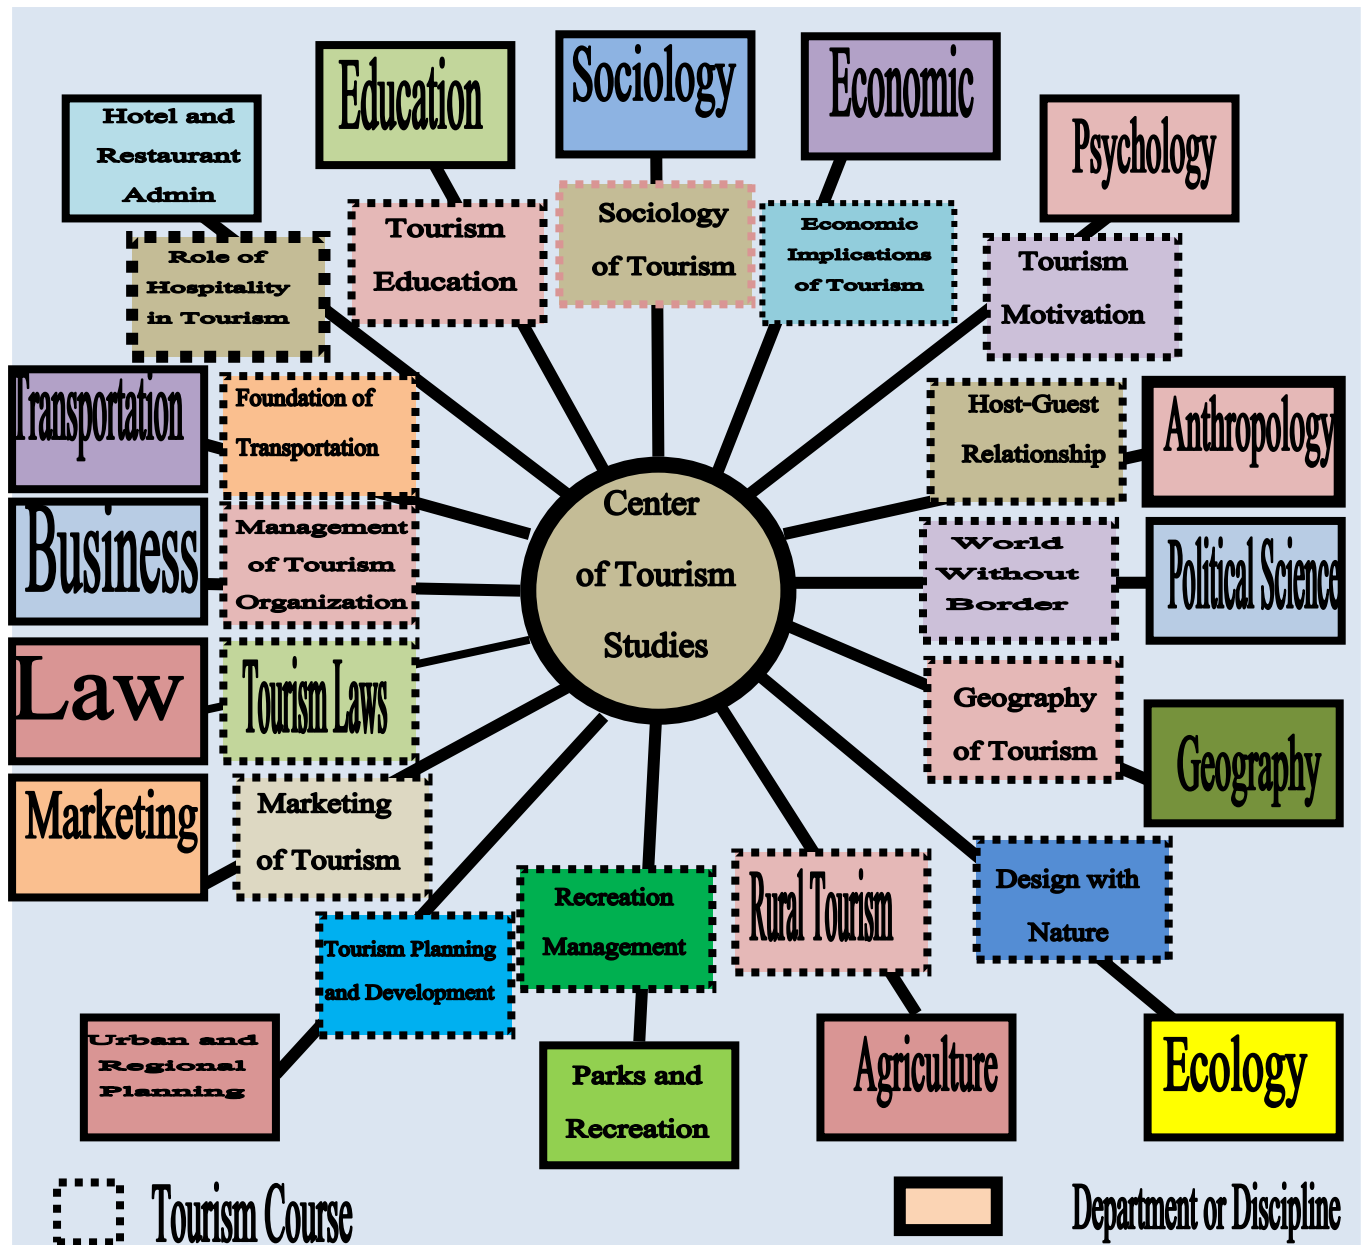 Education
Sociology
Economic
Hotel and
Restaurant
Admin
Psychology
Tourism
Education
Sociology
of Tourism
Economic
Implications
of Tourism
Role of
Hospitality
in Tourism
Tourism
Motivation
Transportation
Foundation of
Transportation
Host-Guest
Relationship
Anthropology
Business
Management
of Tourism
Organization
Center
of Tourism
Studies
World
Without
Border
Political Science
Law
Tourism Laws
Geography
of Tourism
Geography
Marketing
Marketing
of Tourism
Tourism Planning
and Development
Recreation
Management
Rural Tourism
Design with
Nature
Urban and
Regional
Planning
Parks and
Recreation
Agriculture
Ecology
Tourism Course
Department or Discipline